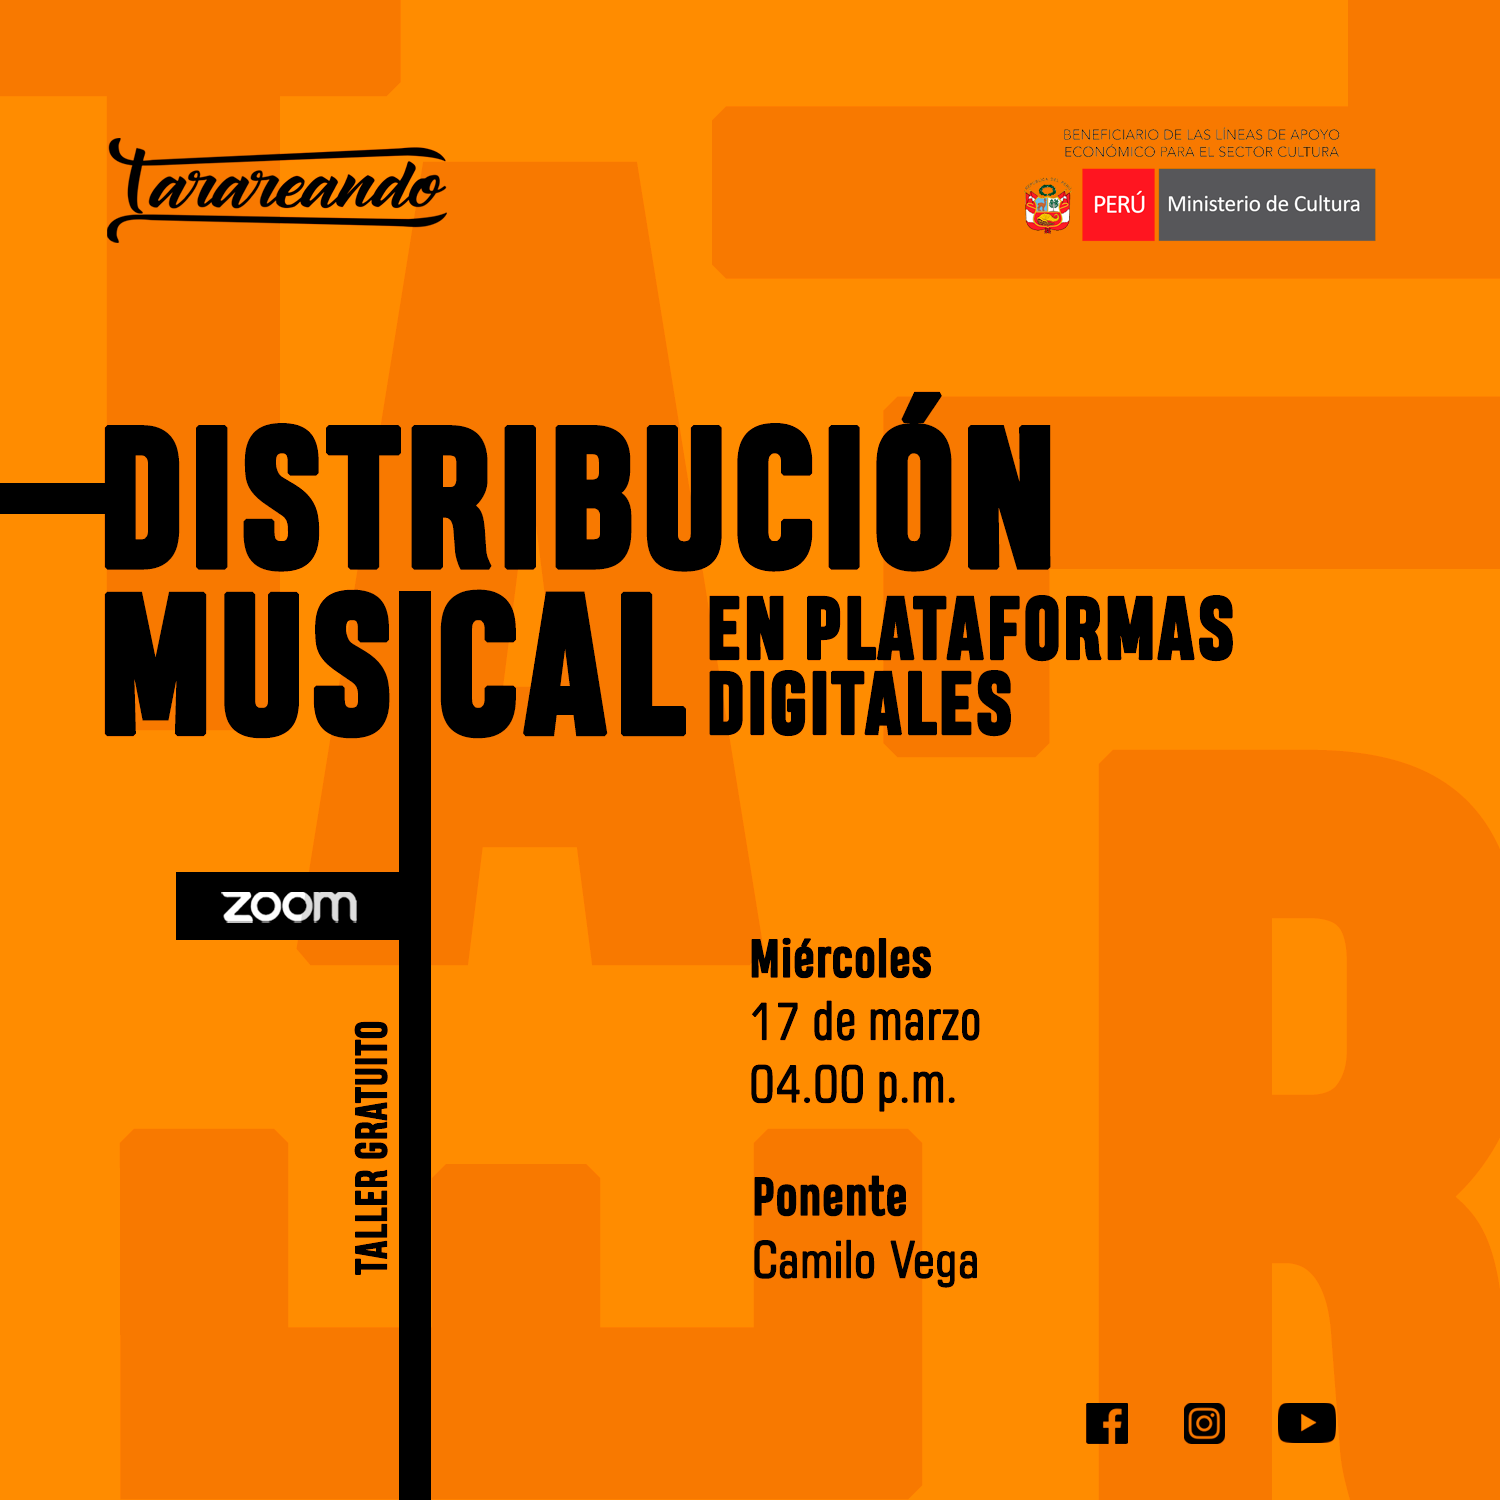 Tarareando
BENEFICIARIO DE LAS LÍNEAS DE APOYO
ECONÓMICO PARA EL SECTOR CULTURA
PERÚ Ministerio de Cultura
DISTRIBUCIÓN
MUSICAL
EN PLATAFORMAS
DIGITALES
zoom
TALLER GRATUITO
Miércoles
17 de marzo
04.00 p.m.
Ponente
Camilo Vega